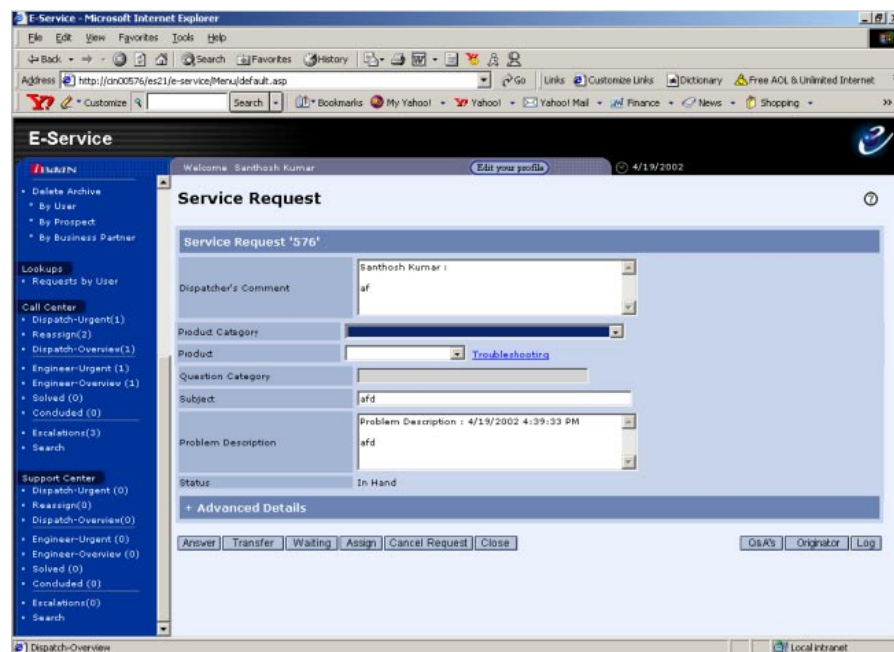 E-Service - Microsoft Internet Explorer
File Edit View Favorites Tools Help
Back Search Favorites History Go
Address http://cin00576/es21/e-service/Menu/default.asp Go Links Customize Links Dictionary Free AOL & Unlimited Internet
Y7 Customize Search Bookmarks My Yahoo! Yahoo! Yahoo! Mail Finance News Shopping »
E-Service
Welcome Santhosh Kumar Edit your profile 4/19/2002
Delete Archive
By User
By Prospect
By Business Partner
Lookups
Requests by User
Call Center
Dispatch-Urgent(1)
Reassign(2)
Dispatch-Overview(1)
Engineer-Urgent (1)
Engineer-Overview (1)
Solved (0)
Concluded (0)
Escalations(3)
Search
Support Center
Dispatch-Urgent (0)
Reassign(0)
Dispatch-Overview(0)
Engineer-Urgent (0)
Engineer-Overview (0)
Solved (0)
Concluded (0)
Escalations(0)
Search
Service Request
Service Request '576'
Dispatcher's Comment
Santhosh Kumar :
af
Product Category
Product Troubleshooting
Question Category
Subject afd
Problem Description
Problem Description : 4/19/2002 4:39:33 PM
afd
Status In Hand
+ Advanced Details
Answer Transfer Waiting Assign Cancel Request Close Q&A's Originator Log
Dispatch-Overview Local intranet